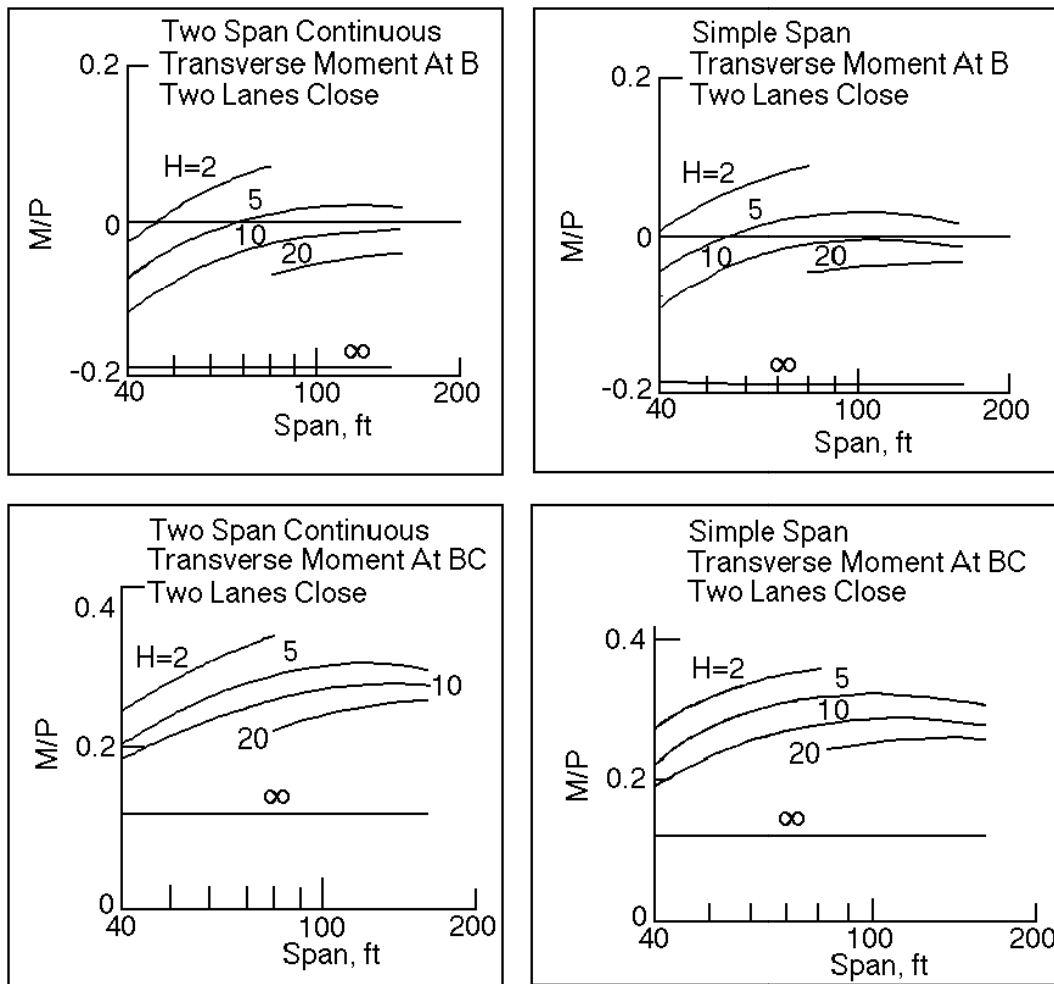 Two Span Continuous
Transverse Moment At B
Two Lanes Close
0.2
H=2
5
0
10
20
M/P
∞
-0.2
40
100
200
Span, ft
Simple Span
Transverse Moment At B
Two Lanes Close
0.2
H=2
5
0
10
20
M/P
∞
-0.2
40
100
200
Span, ft
Two Span Continuous
Transverse Moment At BC
Two Lanes Close
0.4
H=2
5
10
0.2
20
M/P
∞
0
40
100
200
Span, ft
Simple Span
Transverse Moment At BC
Two Lanes Close
0.4
H=2
5
10
20
0.2
M/P
∞
0
40
100
200
Span, ft